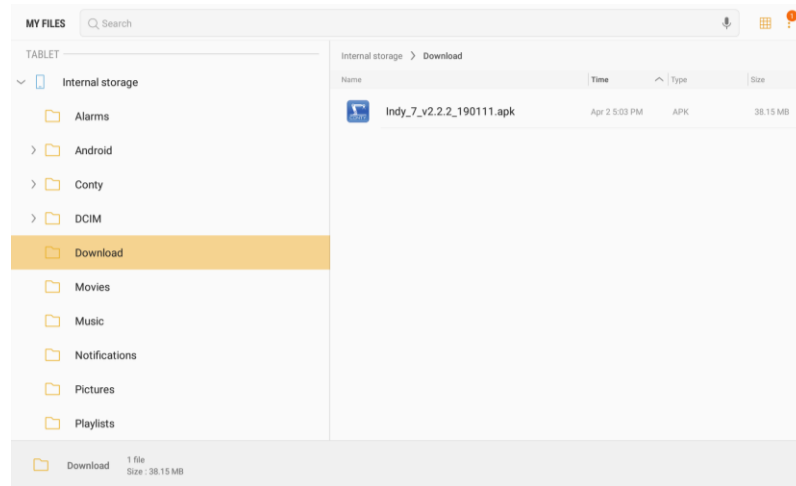 MY FILES
Search
1
TABLET
Internal storage
Alarms
Android
Conty
DCIM
Download
Movies
Music
Notifications
Pictures
Playlists
Internal storage > Download
Name Time Type Size
Indy_7_v2.2.2_190111.apk Apr 2 5:03 PM APK 38.15 MB
Download
1 file
Size : 38.15 MB